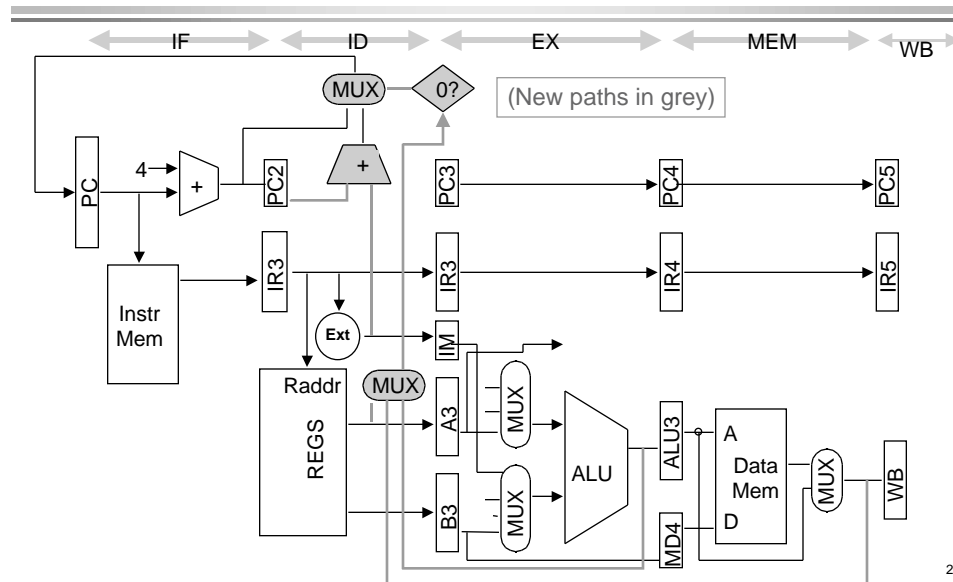 IF
ID
EX
MEM
WB
MUX
0?
(New paths in grey)
PC
4
+
PC2
+
PC3
PC4
PC5
Instr
Mem
IR3
Ext
IR3
IR4
IR5
IM
Raddr
REGS
MUX
A3
B3
MUX
MUX
ALU
ALU3
MD4
A
Data
Mem
D
MUX
WB
2